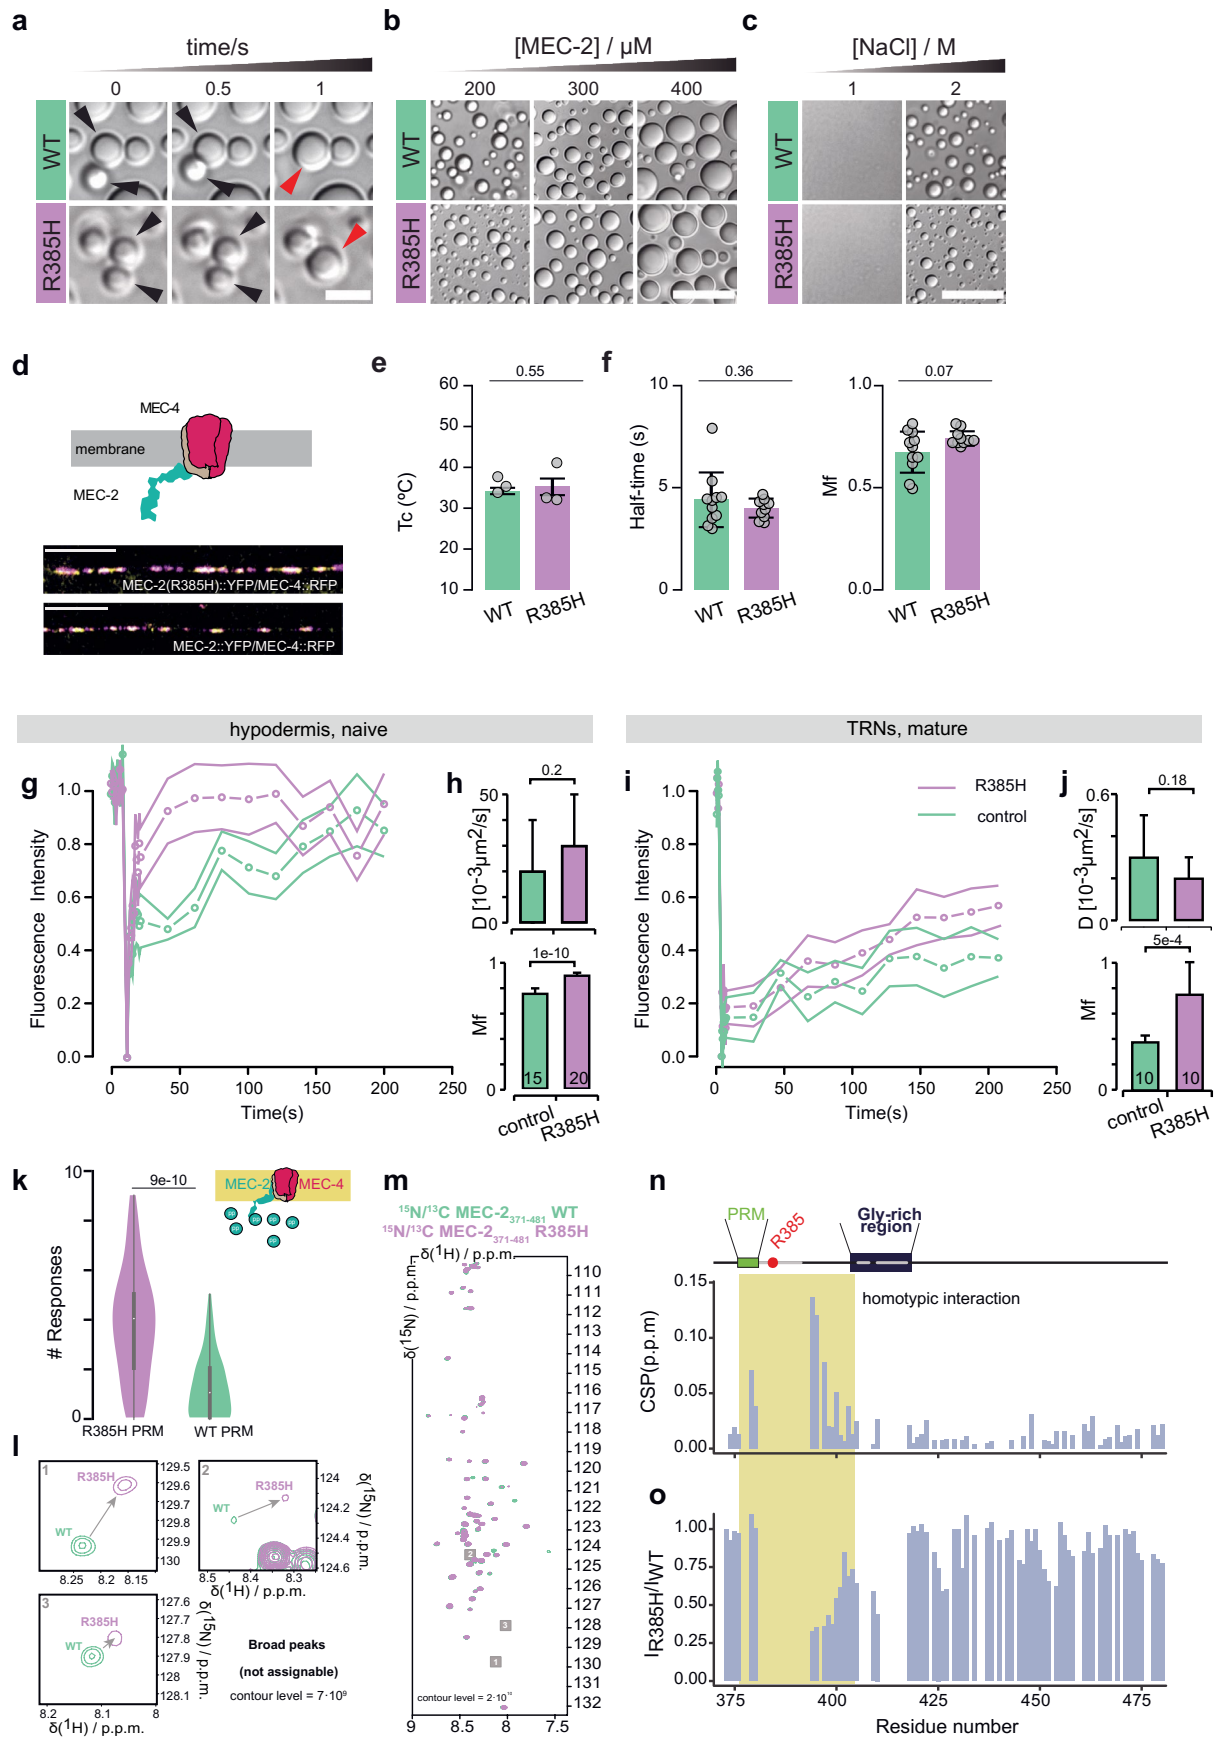 a
time/s
0 0.5 1
WT
R385H
b
[MEC-2] / µM
200 300 400
c
[NaCl] / M
1 2
WT
R385H
d
MEC-4
membrane
MEC-2
MEC-2(R385H)::YFP/MEC-4::RFP
MEC-2::YFP/MEC-4::RFP
e
0.55
Tc (ºC)
60
50
40
30
20
10
WT R385H
f
0.36
Half-time (s)
10
5
0
WT R385H
0.07
Mf
1.0
0.5
WT R385H
hypodermis, naive
g
Fluorescence Intensity
1.0
0.8
0.6
0.4
0.2
0.0
0 50 100 150 200 250
Time(s)
h
0.2
D [10-3µm2/s]
50
0
1e-10
Mf
1
0
15 20
control R385H
TRNs, mature
i
R385H
control
Fluorescence Intensity
1.0
0.8
0.6
0.4
0.2
0.0
0 50 100 150 200 250
Time(s)
j
0.18
D [10-3µm2/s]
0.6
0
5e-4
Mf
1
0
10 10
control R385H
k
9e-10
# Responses
10
0
R385H PRM WT PRM
MEC-2 MEC-4
pp pp pp pp pp pp
l
1
R385H
WT
129.5
129.6
129.7
129.8
129.9
130
8.25 8.2 8.15
2
R385H
WT
124
124.2
124.4
124.6
δ(15N) / p.p.m.
8.5 8.4 8.3
δ(1H) / p.p.m.
3
R385H
WT
127.6
127.7
127.8
127.9
128
128.1
δ(15N) / p.p.m.
8.2 8.1 8
δ(1H) / p.p.m.
Broad peaks
(not assignable)
contour level = 7·10⁹
m
15N/13C MEC-2371-481 WT
15N/13C MEC-2371-481 R385H
δ(1H) / p.p.m.
δ(15N) / p.p.m.
110
111
112
113
114
115
116
117
118
119
120
121
122
123
124
125
126
127
128
129
130
131
132
2
3
1
contour level = 2·10¹⁰
9 8.5 8 7.5
n
PRM
R385
Gly-rich
region
homotypic interaction
CSP(p.p.m)
0.15
0.10
0.05
0.00
o
IR385H/IWT
1.00
0.75
0.50
0.25
0.00
375 400 425 450 475
Residue number